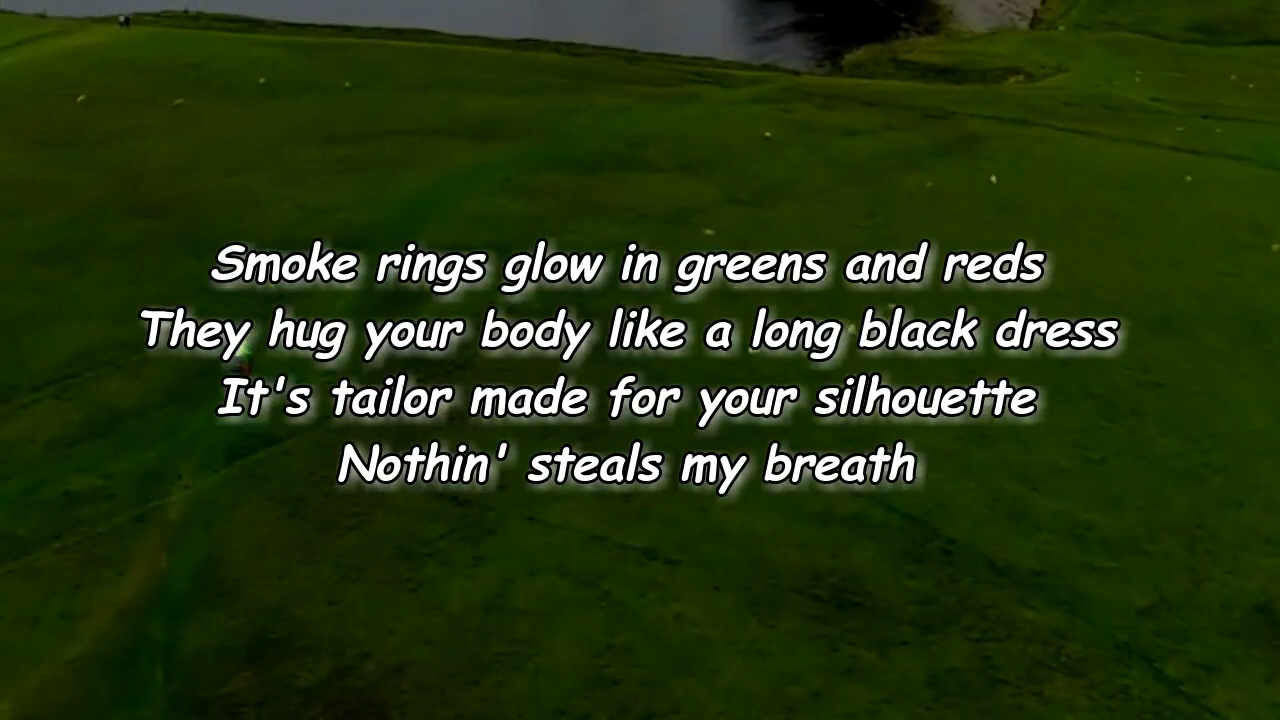 Smoke rings glow in greens and reds
They hug your body like a long black dress
It's tailor made for your silhouette
Nothin' steals my breath